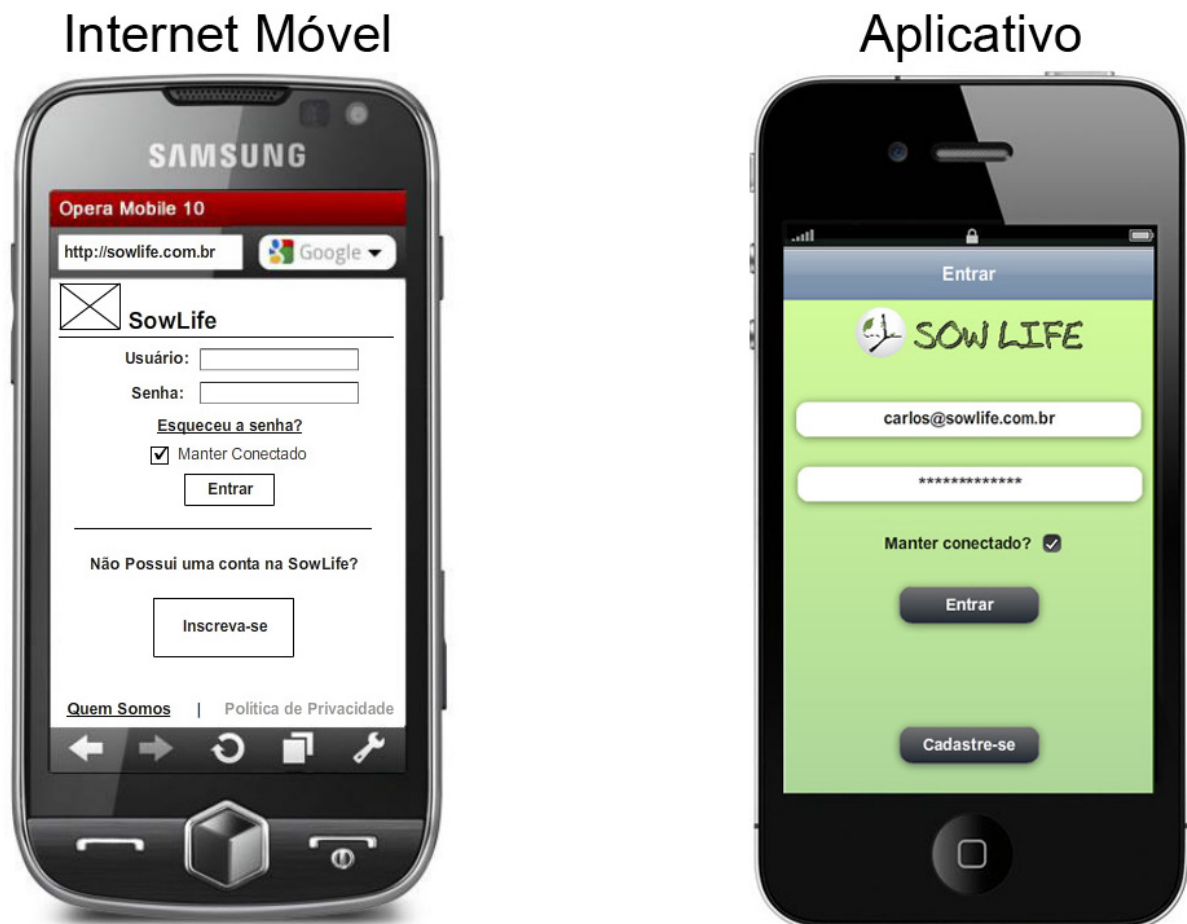 Internet Móvel
SAMSUNG
Opera Mobile 10
http://sowlife.com.br
Google
SowLife
Usuário:
Senha:
Esqueceu a senha?
Manter Conectado
Entrar
Não Possui uma conta na SowLife?
Inscreva-se
Quem Somos | Política de Privacidade
Aplicativo
Entrar
SOW LIFE
carlos@sowlife.com.br
*************
Manter conectado?
Entrar
Cadastre-se